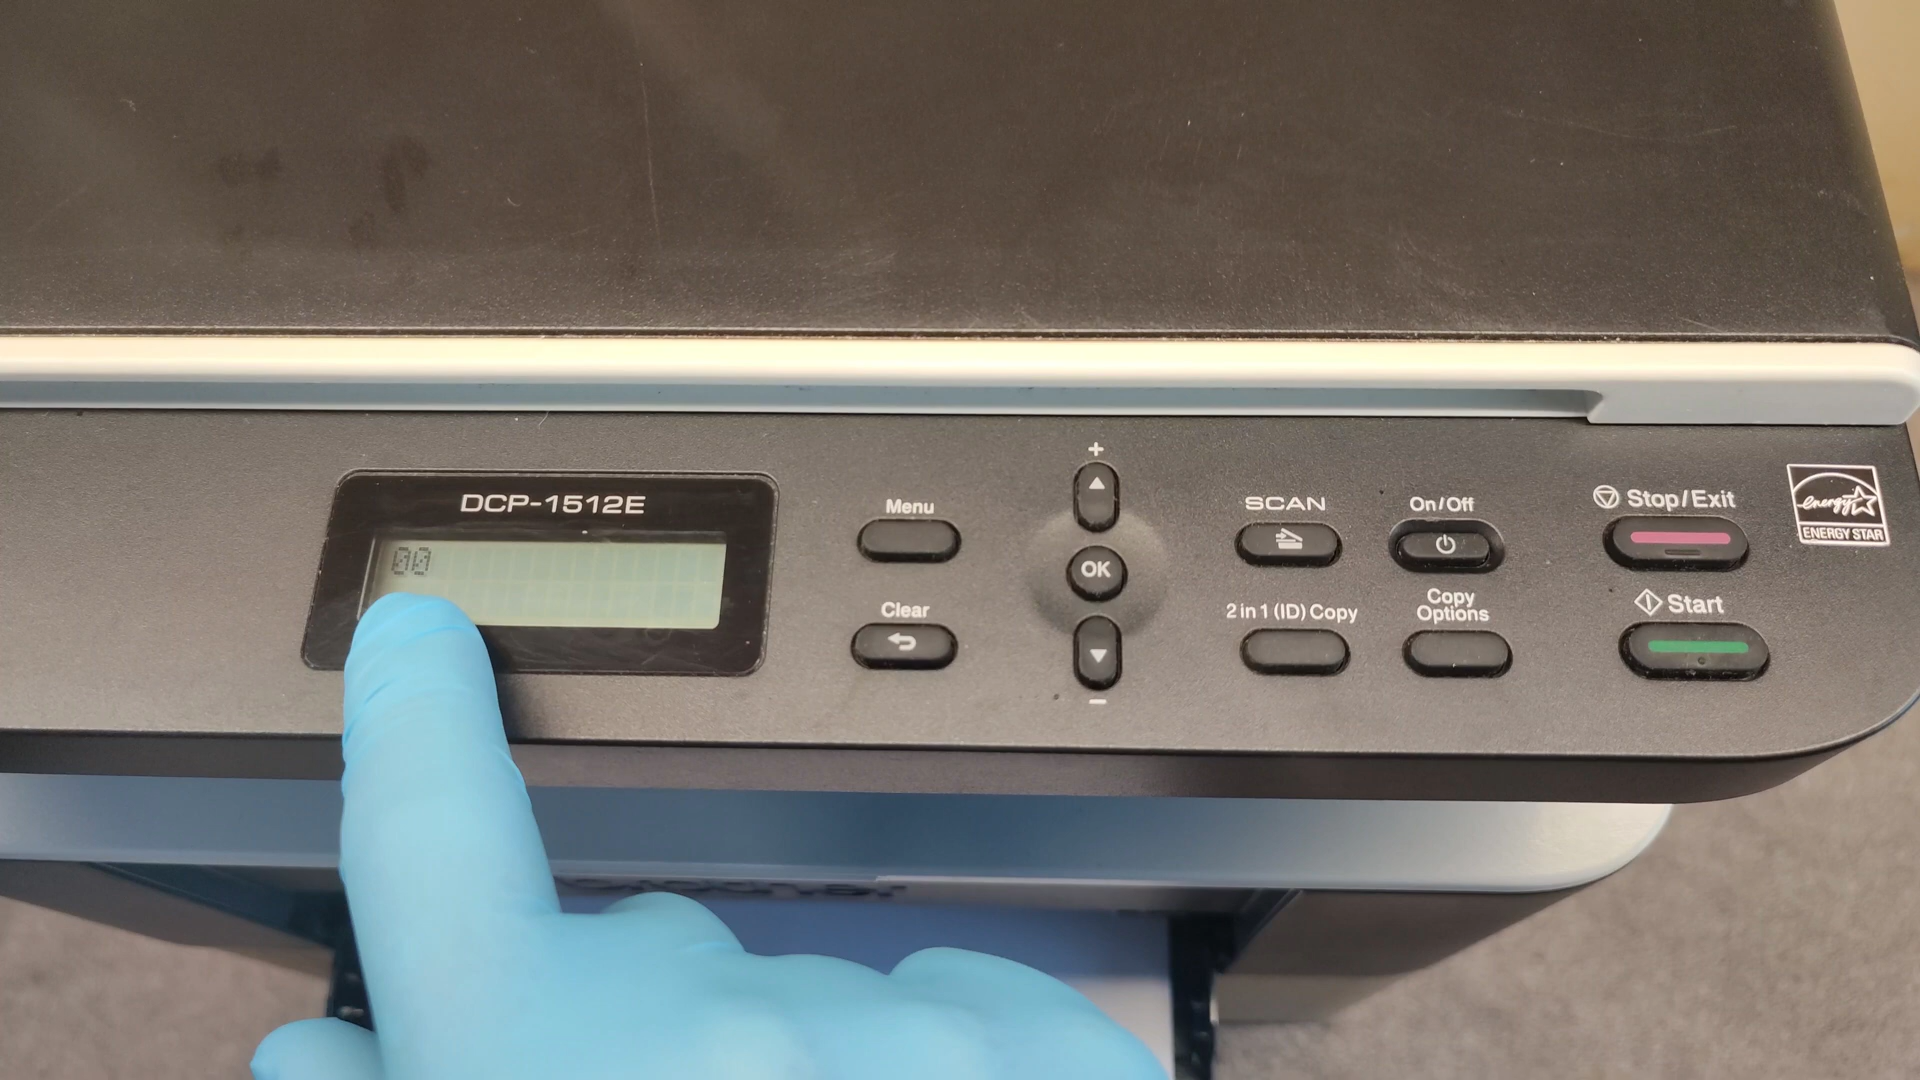 DCP-1512E
00
Menu
Clear
+
OK
−
SCAN
On/Off
Stop/Exit
2 in 1 (ID) Copy
Copy
Options
Start
energy
ENERGY STAR